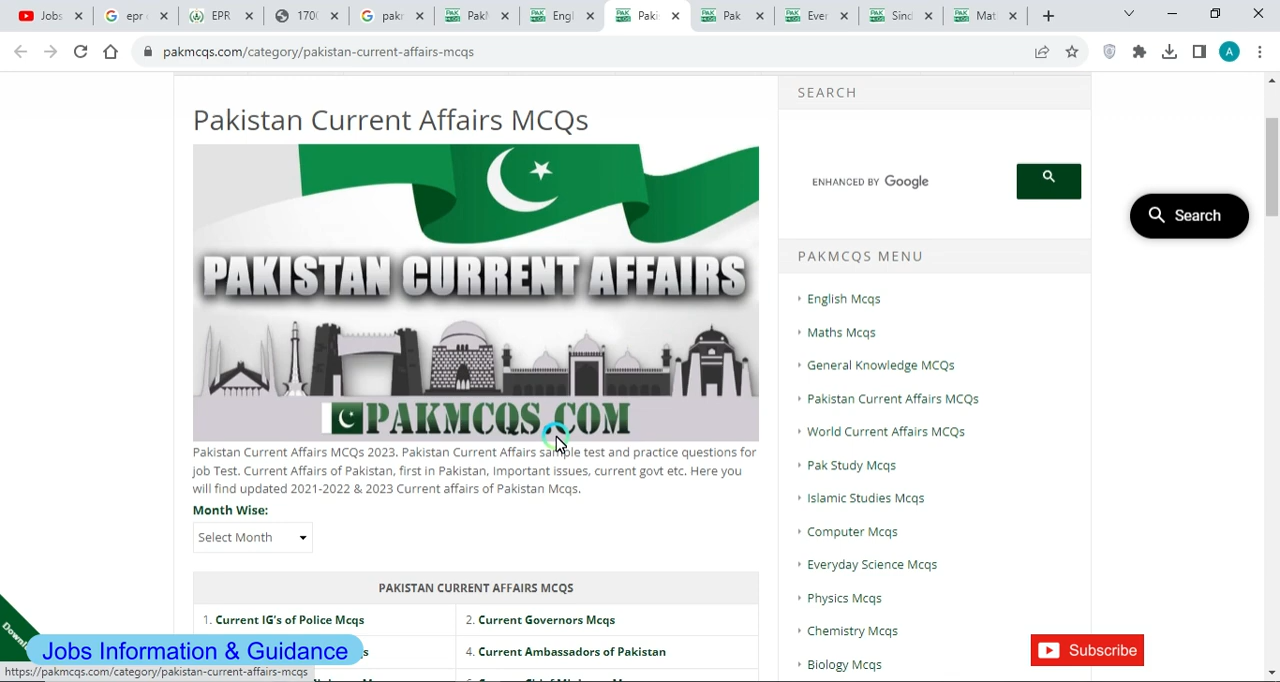 Jobs
epr
EPR
170(
pakr
PakM
Engl
Paki
Pak
Ever
Sind
Mat
pakmcqs.com/category/pakistan-current-affairs-mcqs
A
Pakistan Current Affairs MCQs
PAKISTAN CURRENT AFFAIRS
PAKMCQS.COM
Pakistan Current Affairs MCQs 2023. Pakistan Current Affairs sample test and practice questions for
job Test. Current Affairs of Pakistan, first in Pakistan, Important issues, current govt etc. Here you
will find updated 2021-2022 & 2023 Current affairs of Pakistan Mcqs.
Month Wise:
Select Month
PAKISTAN CURRENT AFFAIRS MCQS
1. Current IG's of Police Mcqs
2. Current Governors Mcqs
4. Current Ambassadors of Pakistan
SEARCH
ENHANCED BY Google
Search
PAKMCQS MENU
English Mcqs
Maths Mcqs
General Knowledge MCQs
Pakistan Current Affairs MCQs
World Current Affairs MCQs
Pak Study Mcqs
Islamic Studies Mcqs
Computer Mcqs
Everyday Science Mcqs
Physics Mcqs
Chemistry Mcqs
Biology Mcqs
Jobs Information & Guidance
Subscribe
https://pakmcqs.com/category/pakistan-current-affairs-mcqs